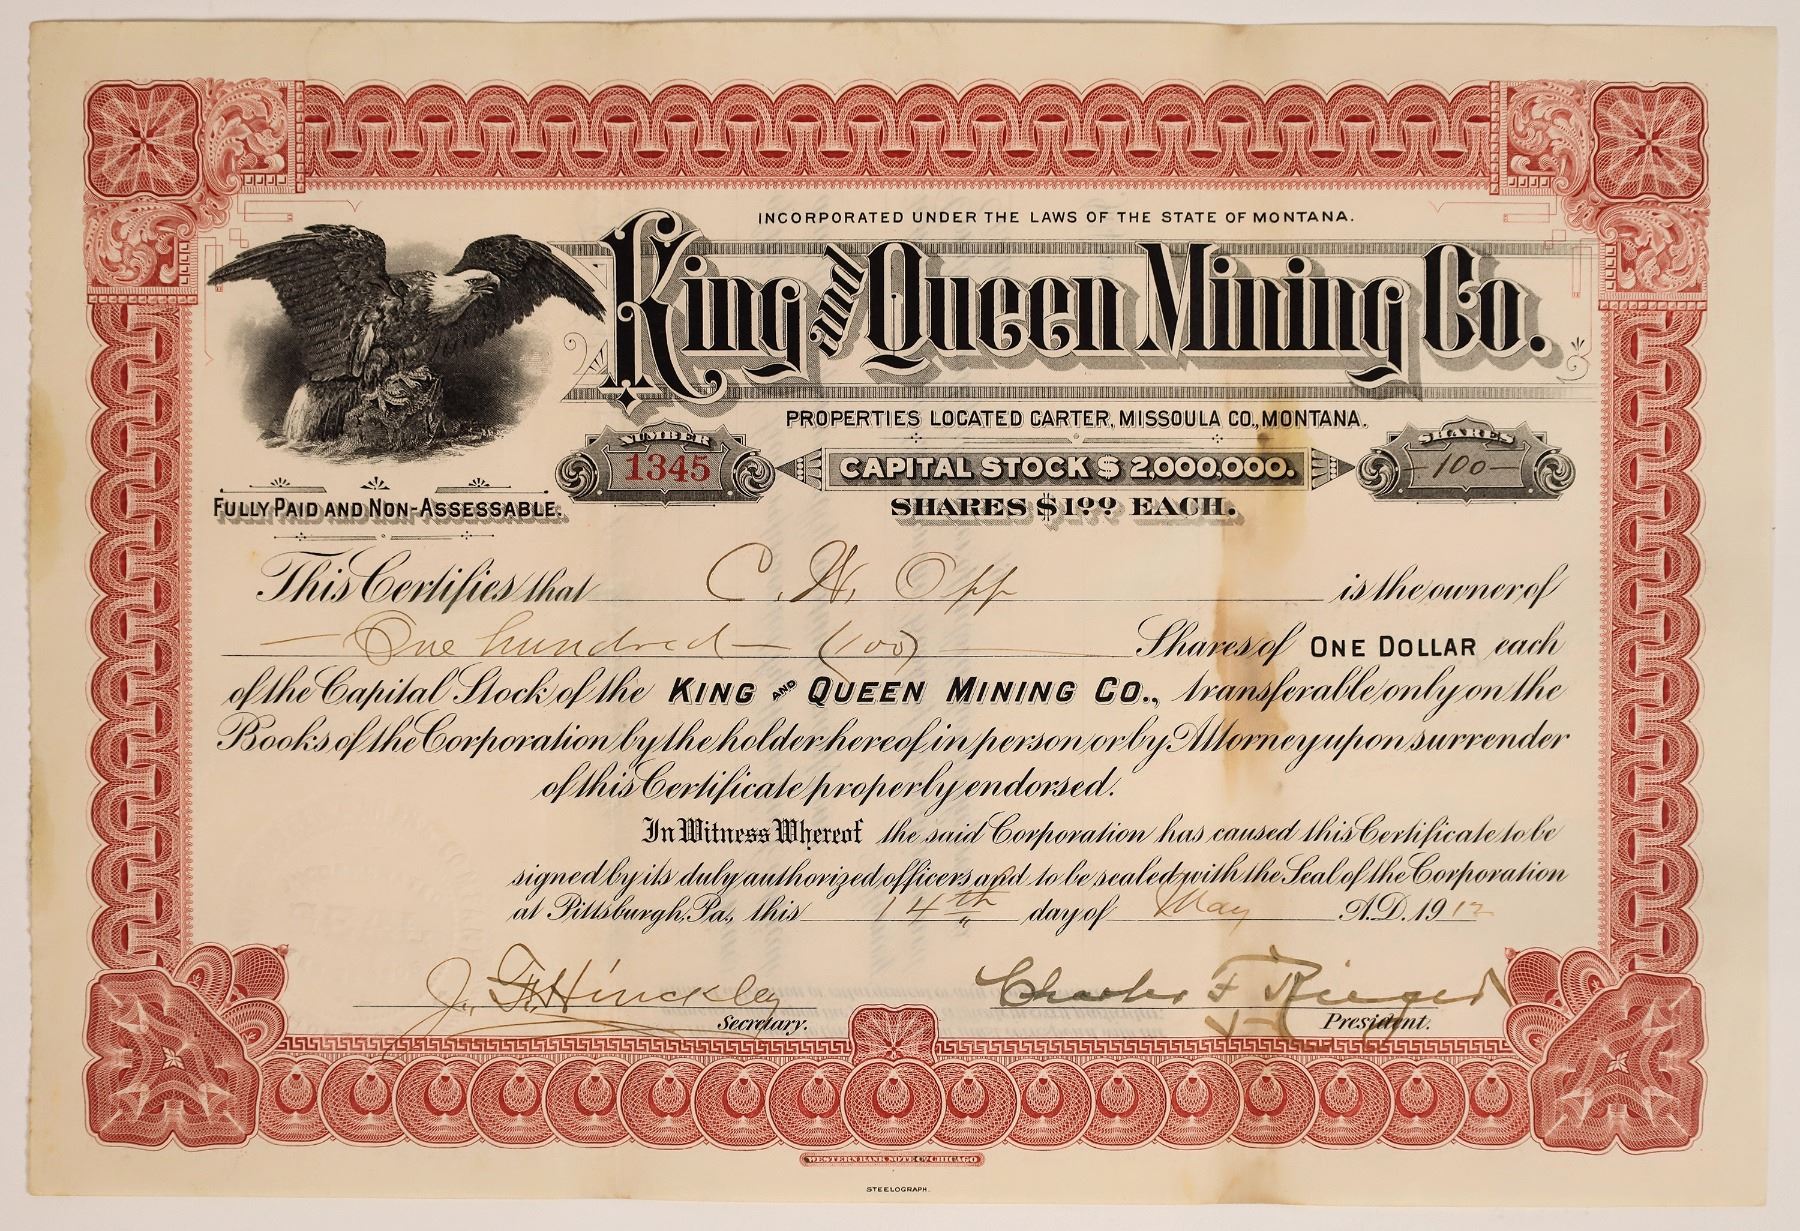 INCORPORATED UNDER THE LAWS OF THE STATE OF MONTANA.
King and Queen Mining Co.
PROPERTIES LOCATED CARTER, MISSOULA CO., MONTANA.
NUMBER
1345
CAPITAL STOCK $ 2,000,000.
SHARES
-100-
FULLY PAID AND NON-ASSESSABLE.
SHARES $1.00 EACH.
This Certifies that C. H. Opp is the owner of
— One hundred — (100) — Shares of ONE DOLLAR each
of the Capital Stock of the KING AND QUEEN MINING CO., transferable only on the
Books of the Corporation by the holder hereof in person or by Attorney upon surrender
of this Certificate properly endorsed.
In Witness Whereof the said Corporation has caused this Certificate to be
signed by its duly authorized officers and to be sealed with the Seal of the Corporation
at Pittsburgh, Pa, this 14th day of May A.D. 1912
J. F. Hinckley
Secretary.
Charles F Rieger
President.
WESTERN BANK NOTE CO. CHICAGO
STEELOGRAPH.